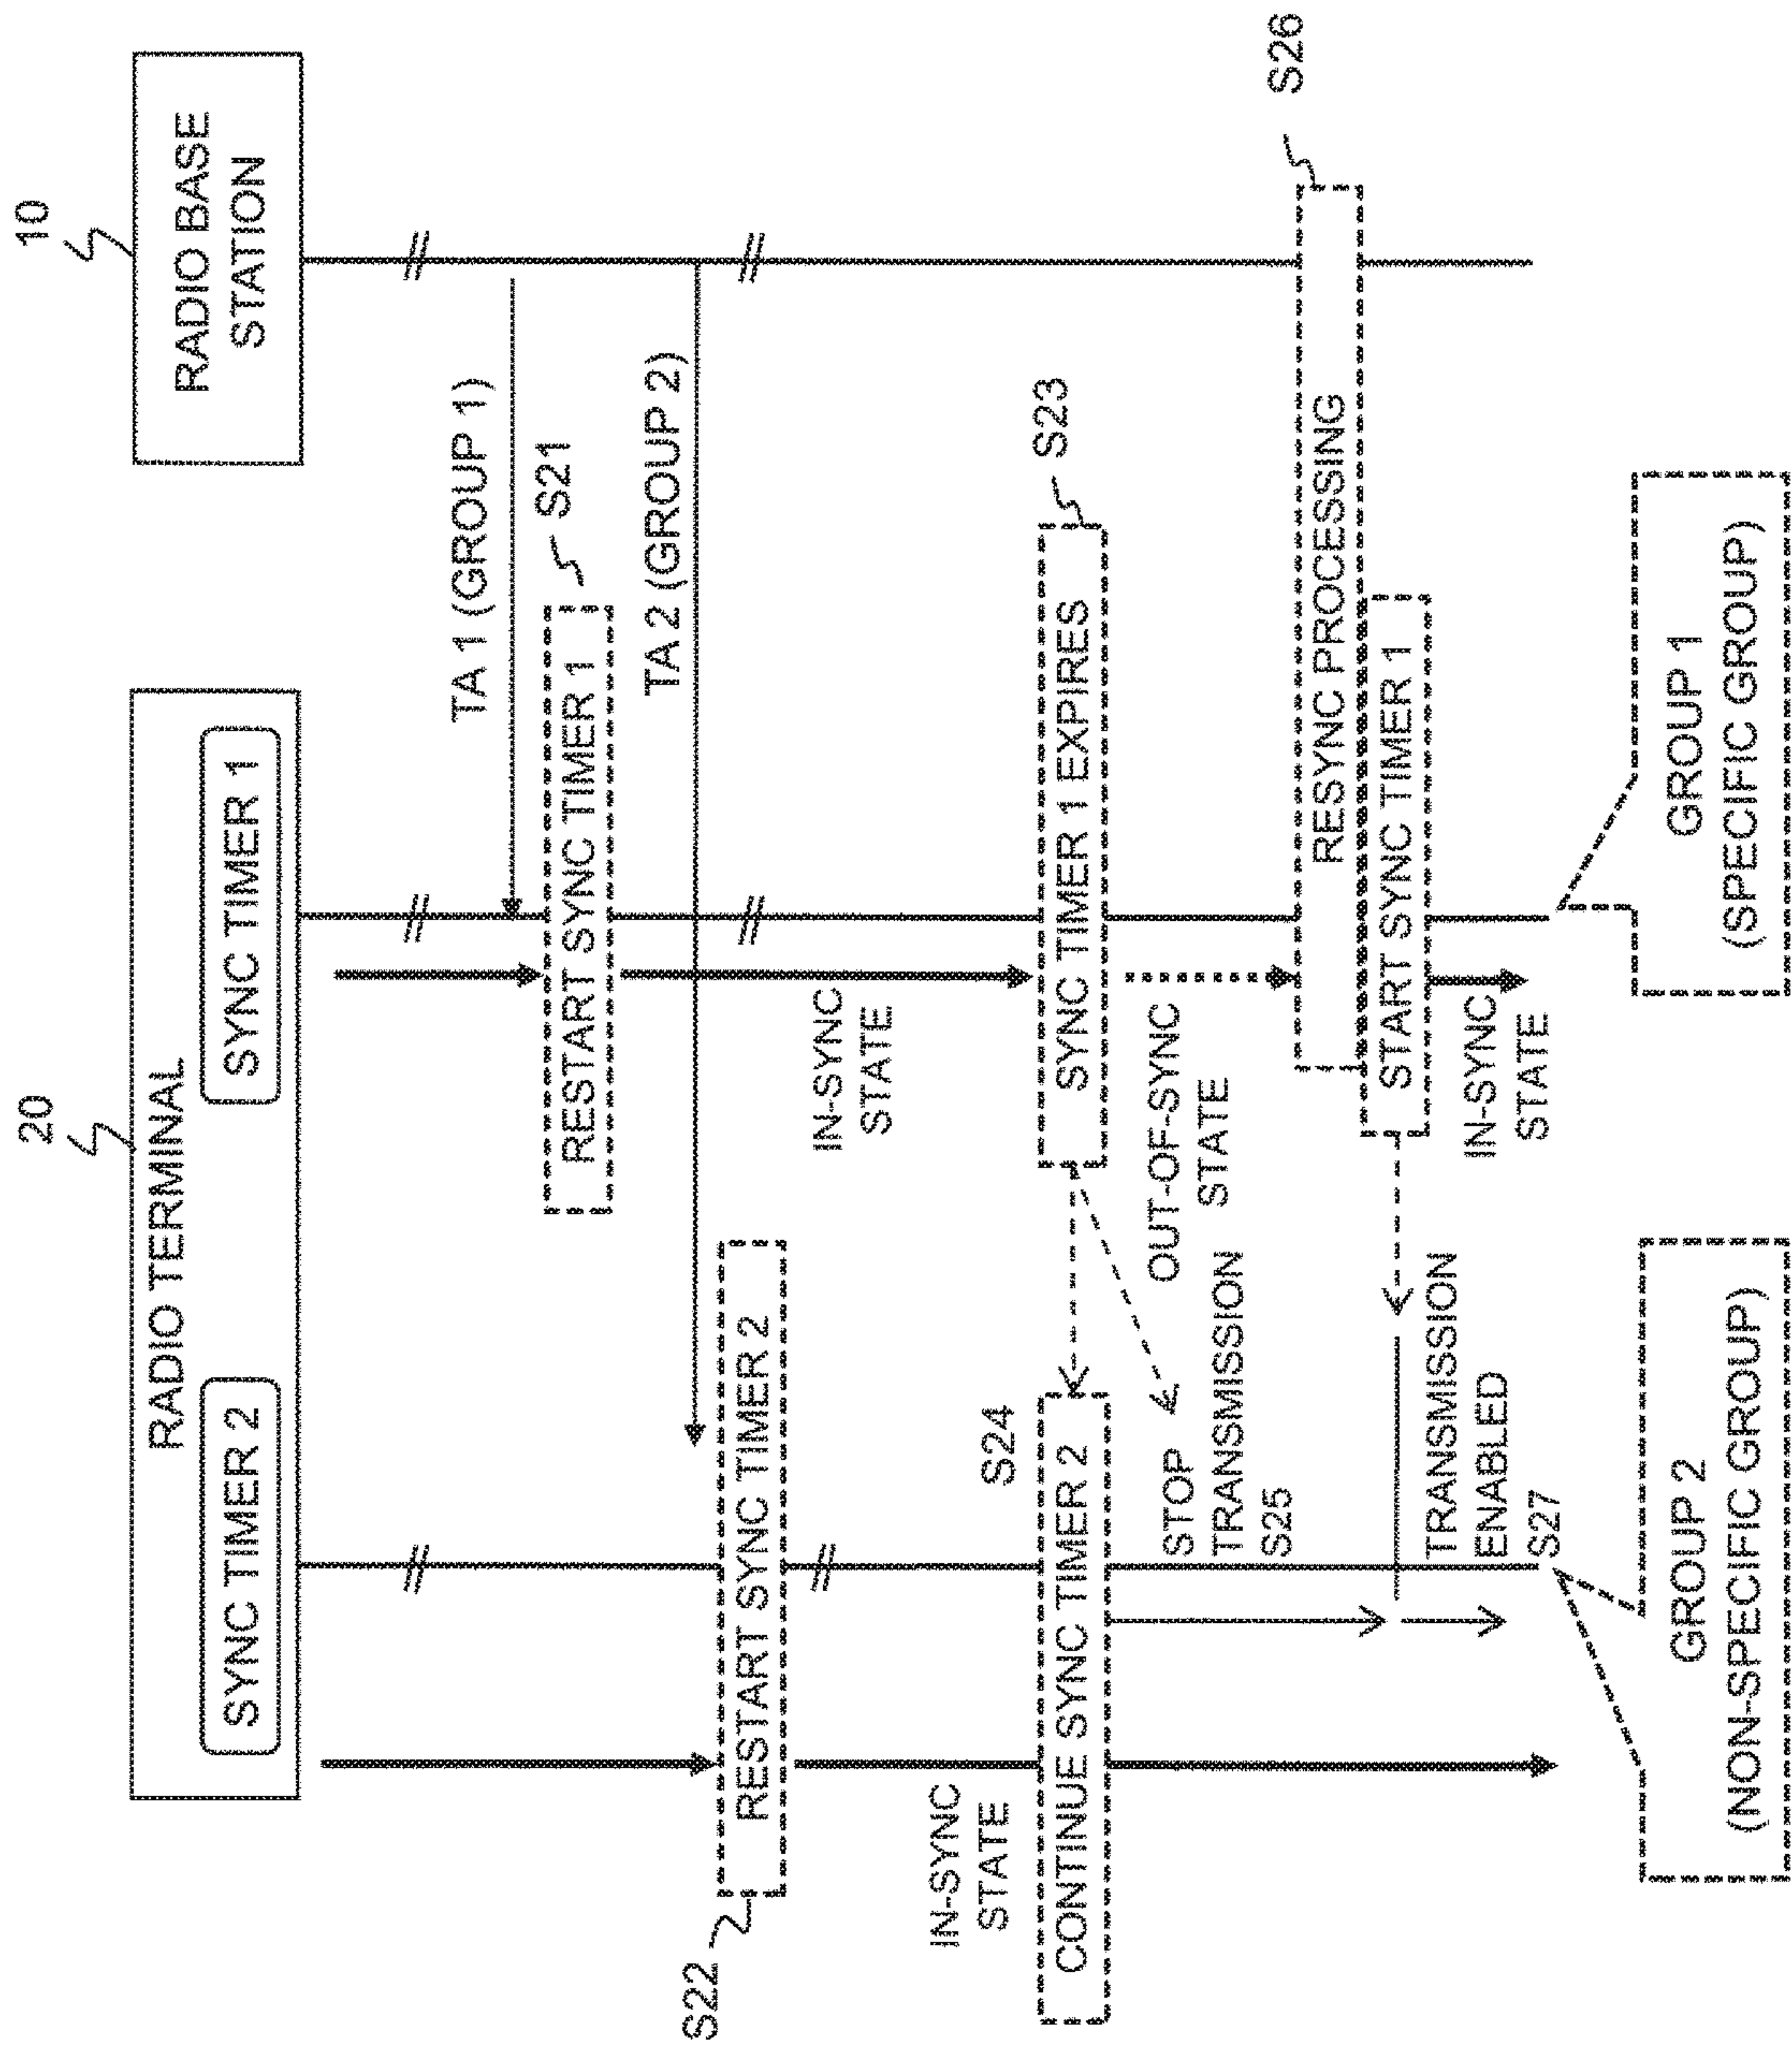 20
RADIO TERMINAL
SYNC TIMER 2
SYNC TIMER 1
10
RADIO BASE
STATION
TA 1 (GROUP 1)
RESTART SYNC TIMER 1
S21
TA 2 (GROUP 2)
S22
RESTART SYNC TIMER 2
IN-SYNC
STATE
IN-SYNC
STATE
SYNC TIMER 1 EXPIRES
S23
S24
CONTINUE SYNC TIMER 2
STOP
TRANSMISSION
S25
OUT-OF-SYNC
STATE
RESYNC PROCESSING
S26
START SYNC TIMER 1
TRANSMISSION
ENABLED
S27
IN-SYNC
STATE
GROUP 2
(NON-SPECIFIC GROUP)
GROUP 1
(SPECIFIC GROUP)